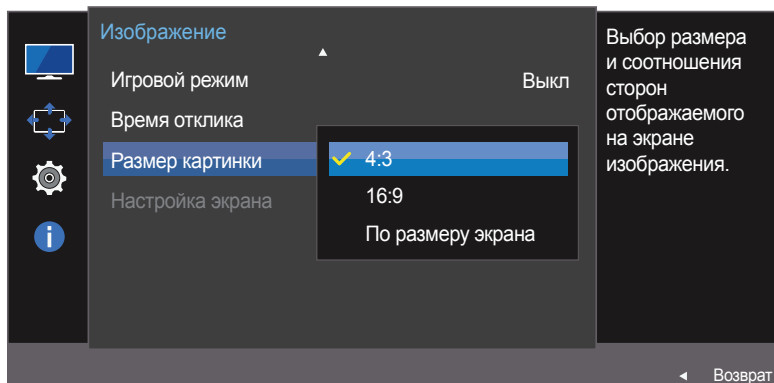 Изображение
Игровой режим Выкл
Время отклика
Размер картинки 4:3
16:9
По размеру экрана
Настройка экрана
Выбор размера
и соотношения
сторон
отображаемого
на экране
изображения.
Возврат